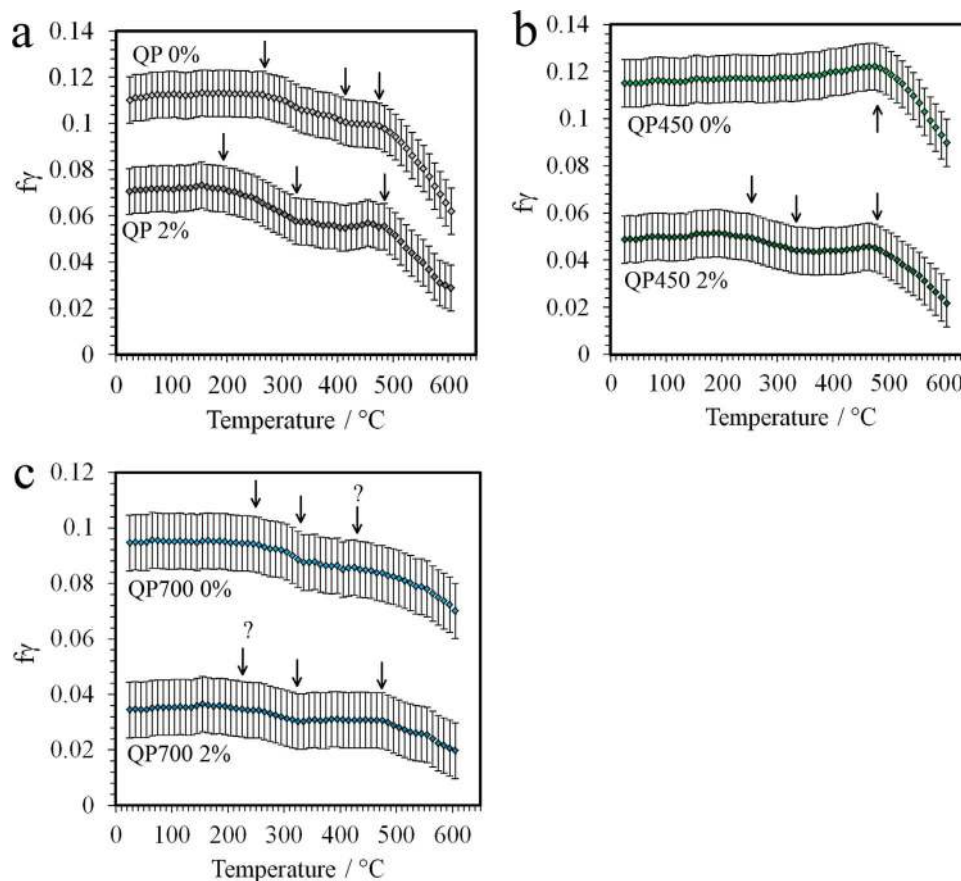 a
0.14
0.12
0.1
0.08
0.06
0.04
0.02
0
fγ
QP 0%
QP 2%
0 100 200 300 400 500 600
Temperature / °C
b
0.14
0.12
0.1
0.08
0.06
0.04
0.02
0
fγ
QP450 0%
QP450 2%
0 100 200 300 400 500 600
Temperature / °C
c
0.12
0.1
0.08
0.06
0.04
0.02
0
fγ
?
QP700 0%
?
QP700 2%
0 100 200 300 400 500 600
Temperature / °C